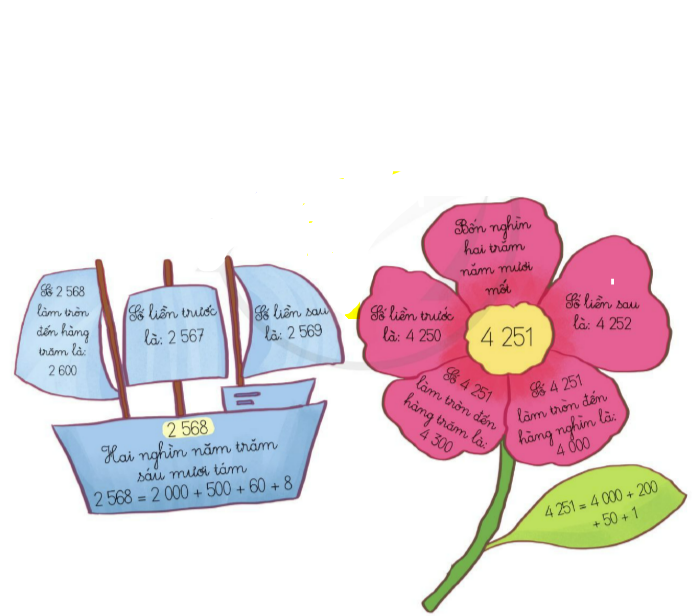 Số 2 568
làm tròn
đến hàng
trăm là:
2 600
Số liền trước
là: 2 567
Số liền sau
là: 2 569
2 568
Hai nghìn năm trăm
sáu mươi tám
2 568 = 2 000 + 500 + 60 + 8
Bốn nghìn
hai trăm
năm mươi
mốt
Số liền trước
là: 4 250
4 251
Số liền sau
là: 4 252
Số 4 251
làm tròn đến
hàng trăm là:
4 300
Số 4 251
làm tròn đến
hàng nghìn là:
4 000
4 251 = 4 000 + 200
+ 50 + 1